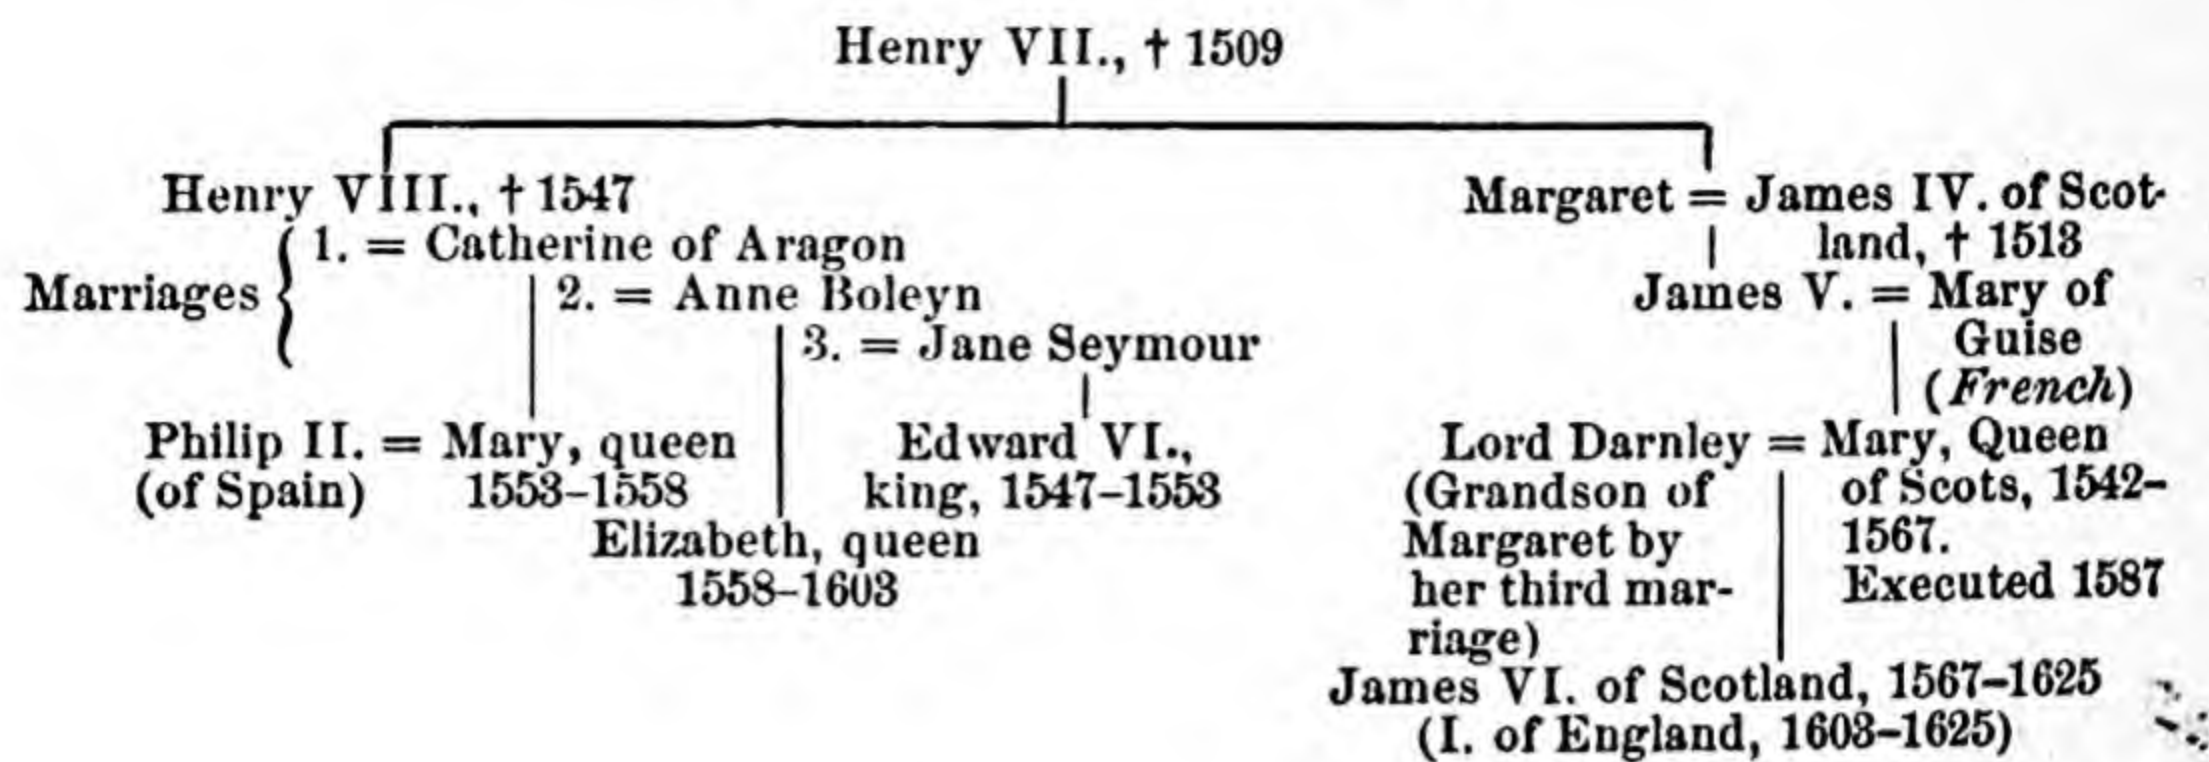 Henry VII., † 1509
Henry VIII., † 1547
Marriages
1. = Catherine of Aragon
2. = Anne Boleyn
3. = Jane Seymour
Philip II. = Mary, queen
(of Spain) 1553–1558
Edward VI.,
king, 1547–1553
Elizabeth, queen
1558–1603
Margaret = James IV. of Scot-
land, † 1513
James V. = Mary of
Guise
(French)
Lord Darnley = Mary, Queen
(Grandson of
Margaret by
her third mar-
riage)
of Scots, 1542–
1567.
Executed 1587
James VI. of Scotland, 1567–1625
(I. of England, 1603–1625)